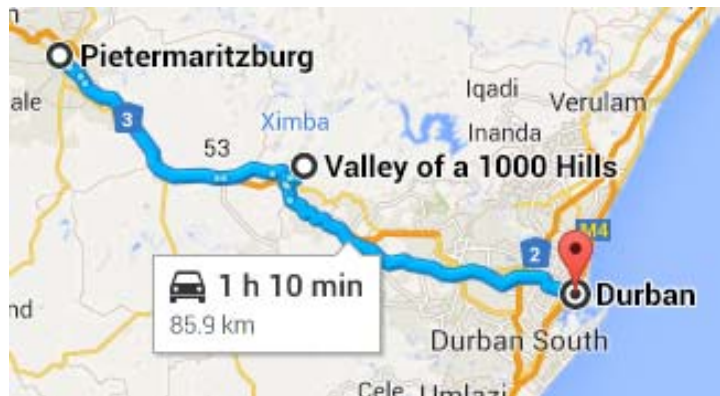 Pietermaritzburg
ale
3
Iqadi
Verulam
Ximba
Inanda
53
Valley of a 1000 Hills
M4
2
1 h 10 min
85.9 km
Durban
nd
Durban South
Cele
Umlazi